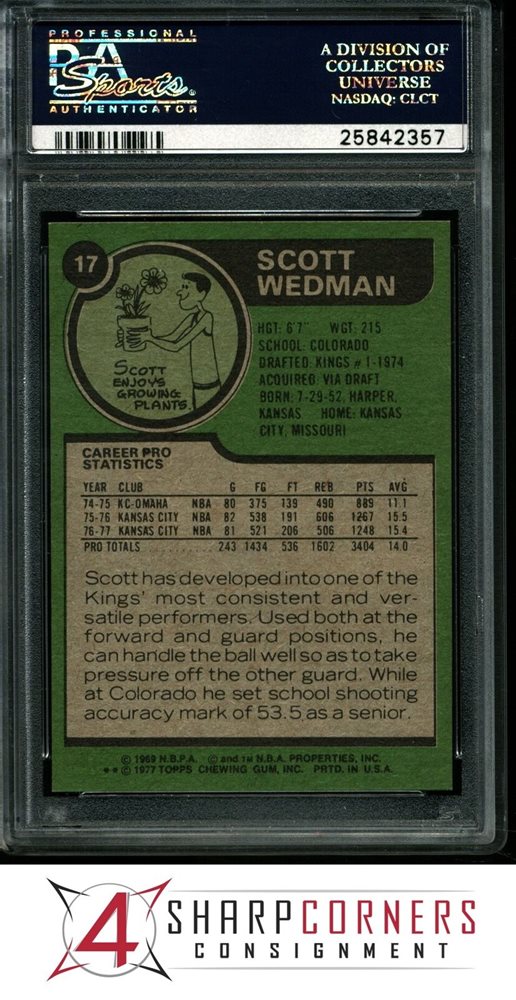 PROFESSIONAL
PSA
Sports
AUTHENTICATOR
A DIVISION OF
COLLECTORS
UNIVERSE
NASDAQ: CLCT
25842357
17
SCOTT
WEDMAN
SCOTT
ENJOYS
GROWING
PLANTS.
HGT: 6'7" WGT: 215
SCHOOL: COLORADO
DRAFTED: KINGS #1-1974
ACQUIRED: VIA DRAFT
BORN: 7-29-52, HARPER,
KANSAS HOME: KANSAS
CITY, MISSOURI
CAREER PRO
STATISTICS
YEAR CLUB G FG FT REB PTS AVG
74-75 KC-OMAHA NBA 80 375 139 490 889 11.1
75-76 KANSAS CITY NBA 82 538 191 606 1267 15.5
76-77 KANSAS CITY NBA 81 521 206 506 1248 15.4
PRO TOTALS 243 1434 536 1602 3404 14.0
Scott has developed into one of the
Kings' most consistent and ver-
satile performers. Used both at the
forward and guard positions, he
can handle the ball well so as to take
pressure off the other guard. While
at Colorado he set school shooting
accuracy mark of 53.5 as a senior.
© 1969 N.B.P.A. © and TM N.B.A. PROPERTIES, INC.
** © 1977 TOPPS CHEWING GUM, INC. PRTD. IN U.S.A.
4
SHARPCORNERS
CONSIGNMENT